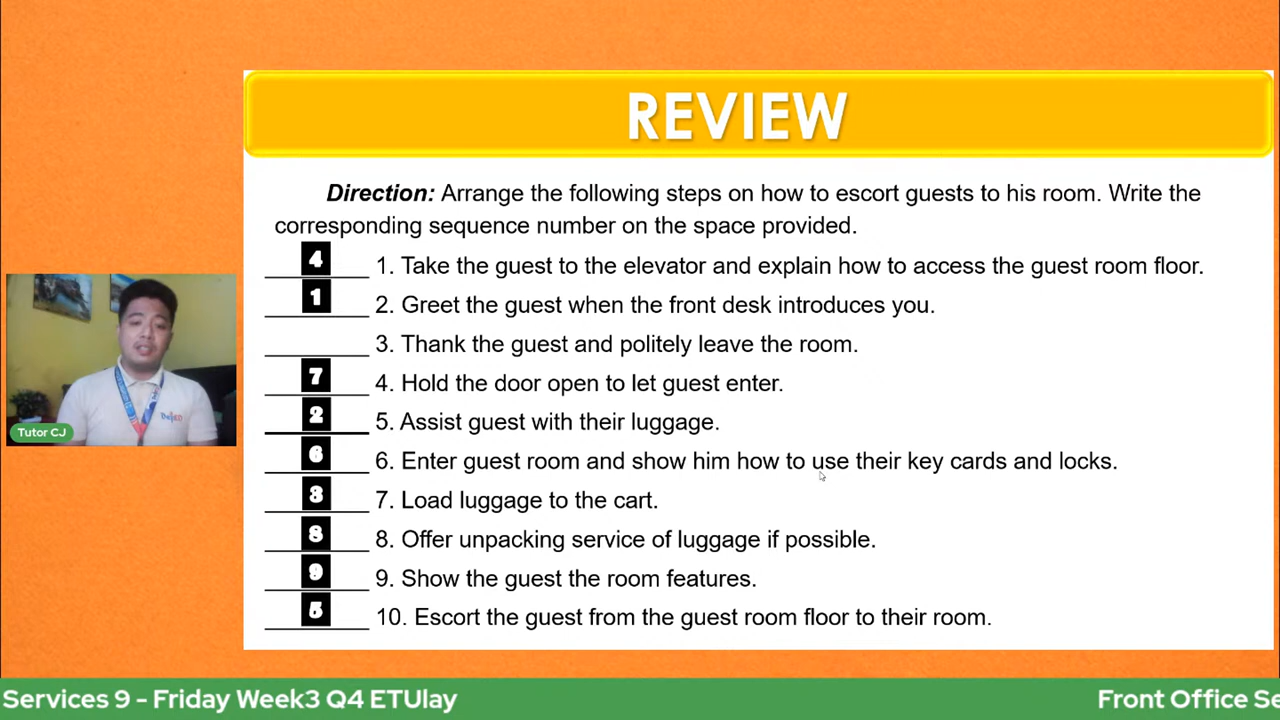 REVIEW
Direction: Arrange the following steps on how to escort guests to his room. Write the
corresponding sequence number on the space provided.
4 1. Take the guest to the elevator and explain how to access the guest room floor.
1 2. Greet the guest when the front desk introduces you.
3. Thank the guest and politely leave the room.
7 4. Hold the door open to let guest enter.
2 5. Assist guest with their luggage.
6 6. Enter guest room and show him how to use their key cards and locks.
3 7. Load luggage to the cart.
8 8. Offer unpacking service of luggage if possible.
9 9. Show the guest the room features.
5 10. Escort the guest from the guest room floor to their room.
Tutor CJ
Services 9 - Friday Week3 Q4 ETUlay
Front Office Se